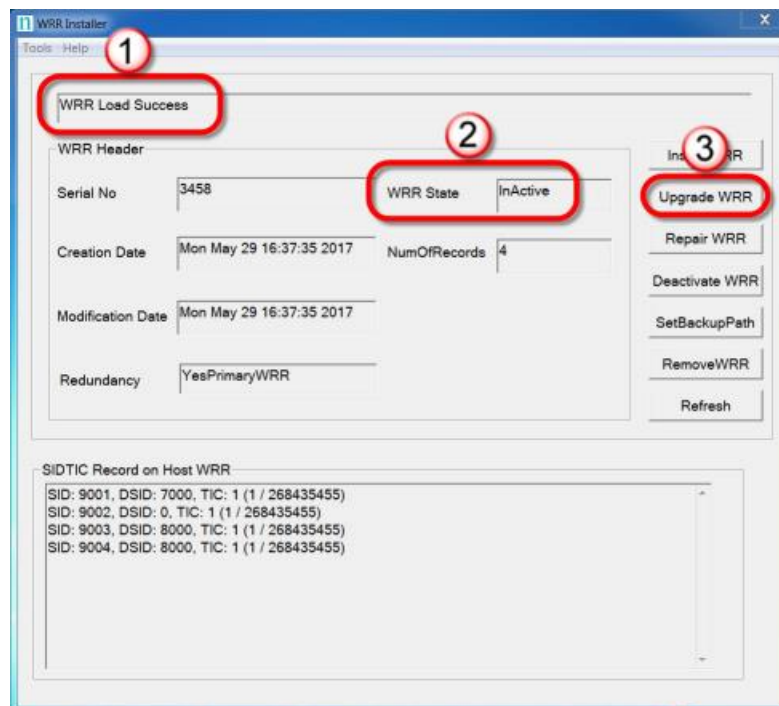 WRR Installer
X
Tools Help
1
WRR Load Success
2
WRR Header
3
Serial No 3458 WRR State InActive
Upgrade WRR
Creation Date Mon May 29 16:37:35 2017 NumOfRecords 4
Repair WRR
Deactivate WRR
Modification Date Mon May 29 16:37:35 2017
SetBackupPath
Redundancy YesPrimaryWRR
RemoveWRR
Refresh
SIDTIC Record on Host WRR
SID: 9001, DSID: 7000, TIC: 1 (1 / 268435455)
SID: 9002, DSID: 0, TIC: 1 (1 / 268435455)
SID: 9003, DSID: 8000, TIC: 1 (1 / 268435455)
SID: 9004, DSID: 8000, TIC: 1 (1 / 268435455)